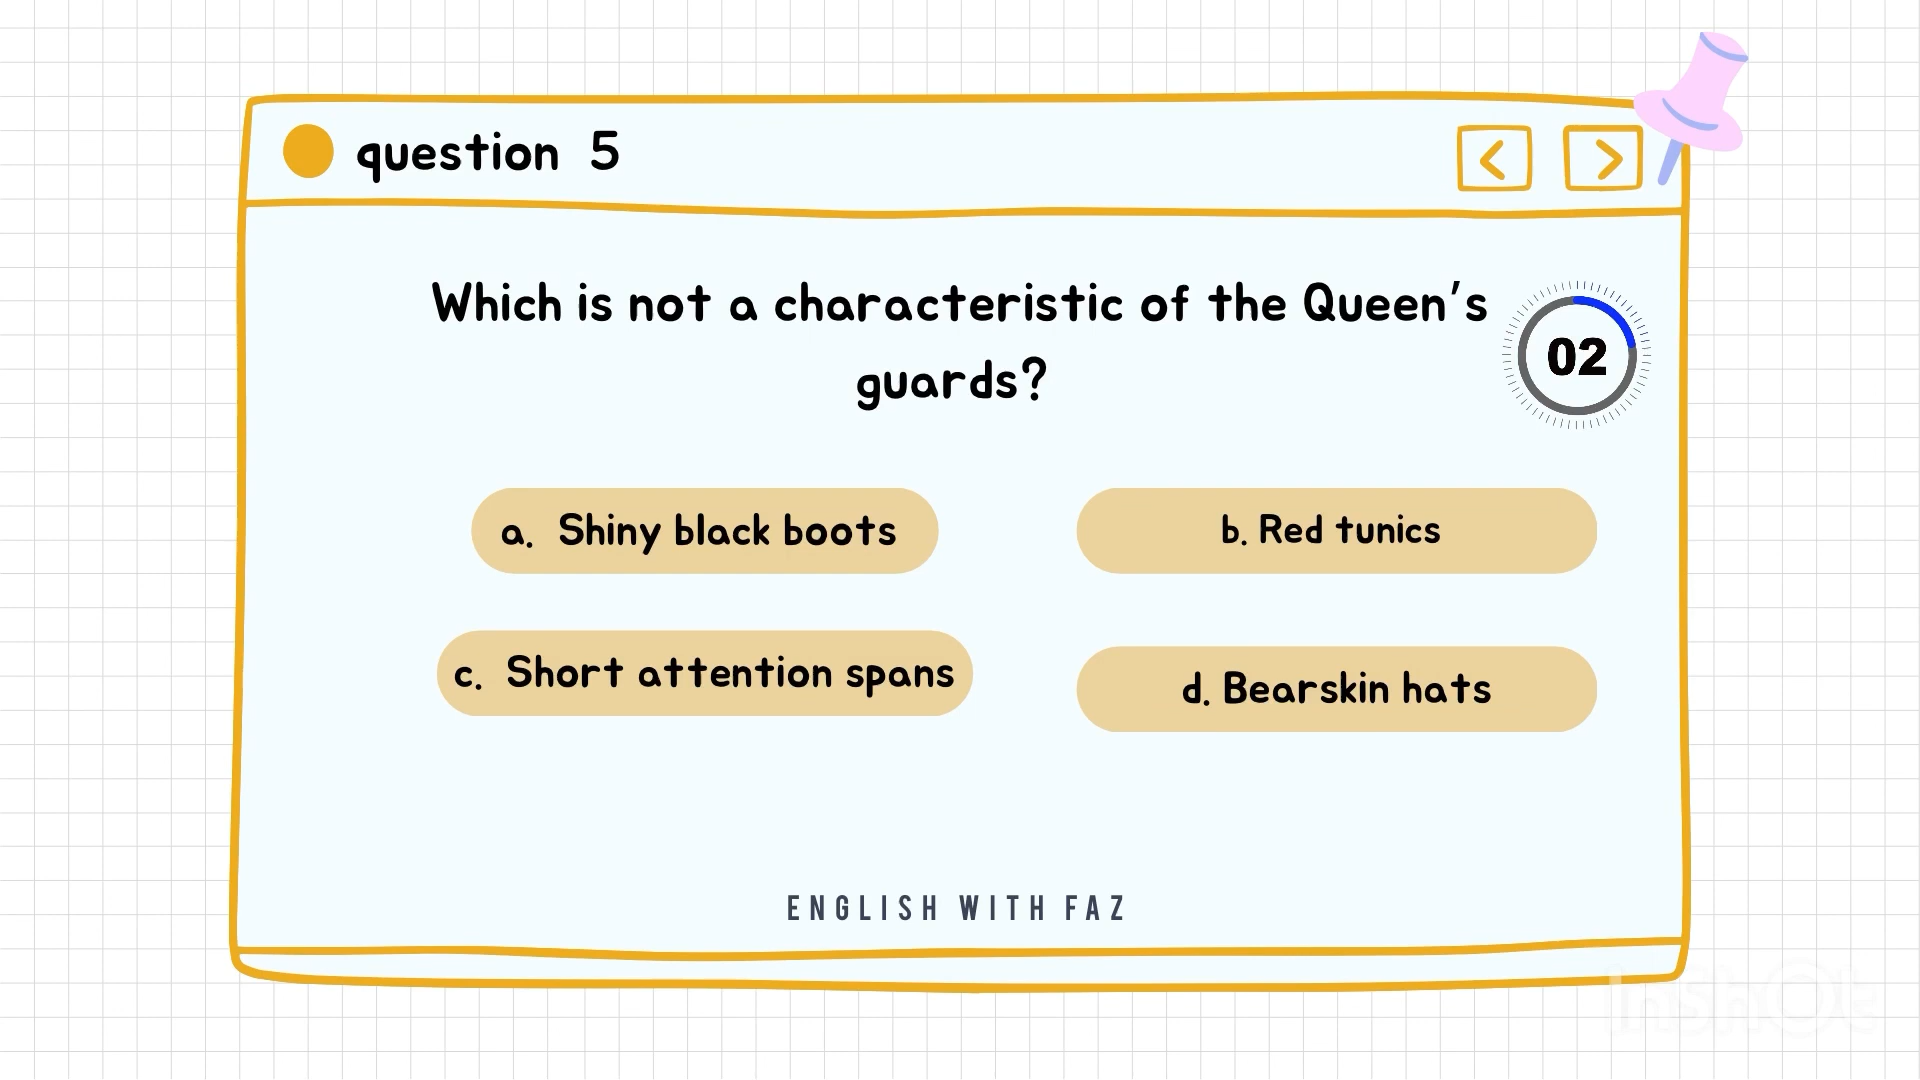 question 5
Which is not a characteristic of the Queen's
guards?
02
a. Shiny black boots
b. Red tunics
c. Short attention spans
d. Bearskin hats
ENGLISH WITH FAZ
InShOt